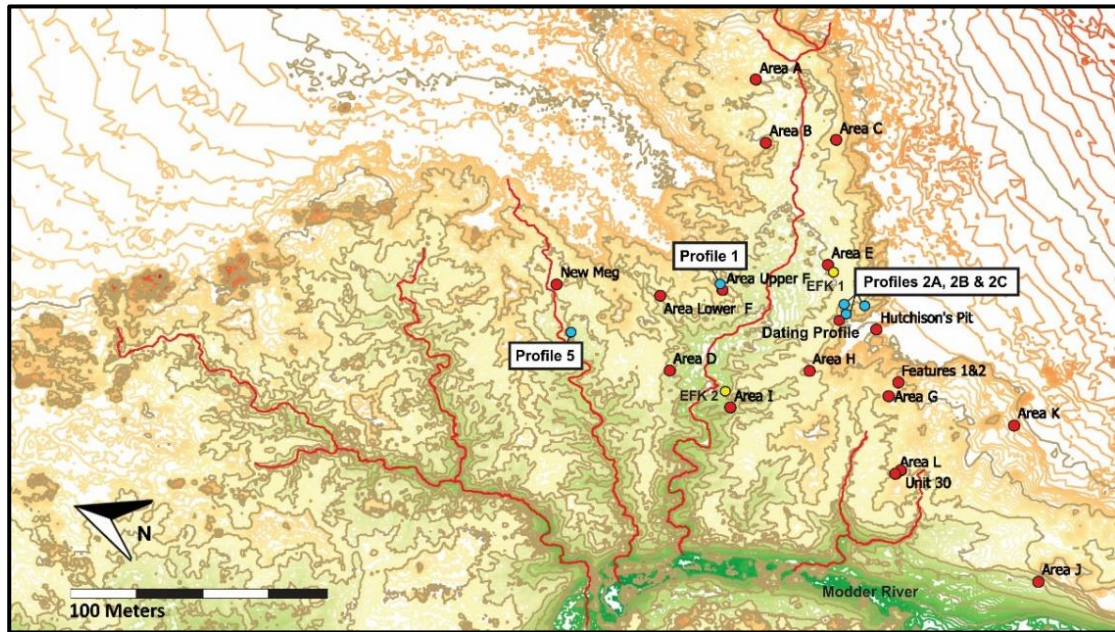 Area A
Area B
Area C
Area E
EFK 1
Profile 1
Area Upper F
New Meg
Area Lower F
Profiles 2A, 2B & 2C
Dating Profile
Hutchison's Pit
Profile 5
Area D
Area H
Features 1&2
EFK 2
Area I
Area G
Area K
Area L
Unit 30
N
100 Meters
Modder River
Area J